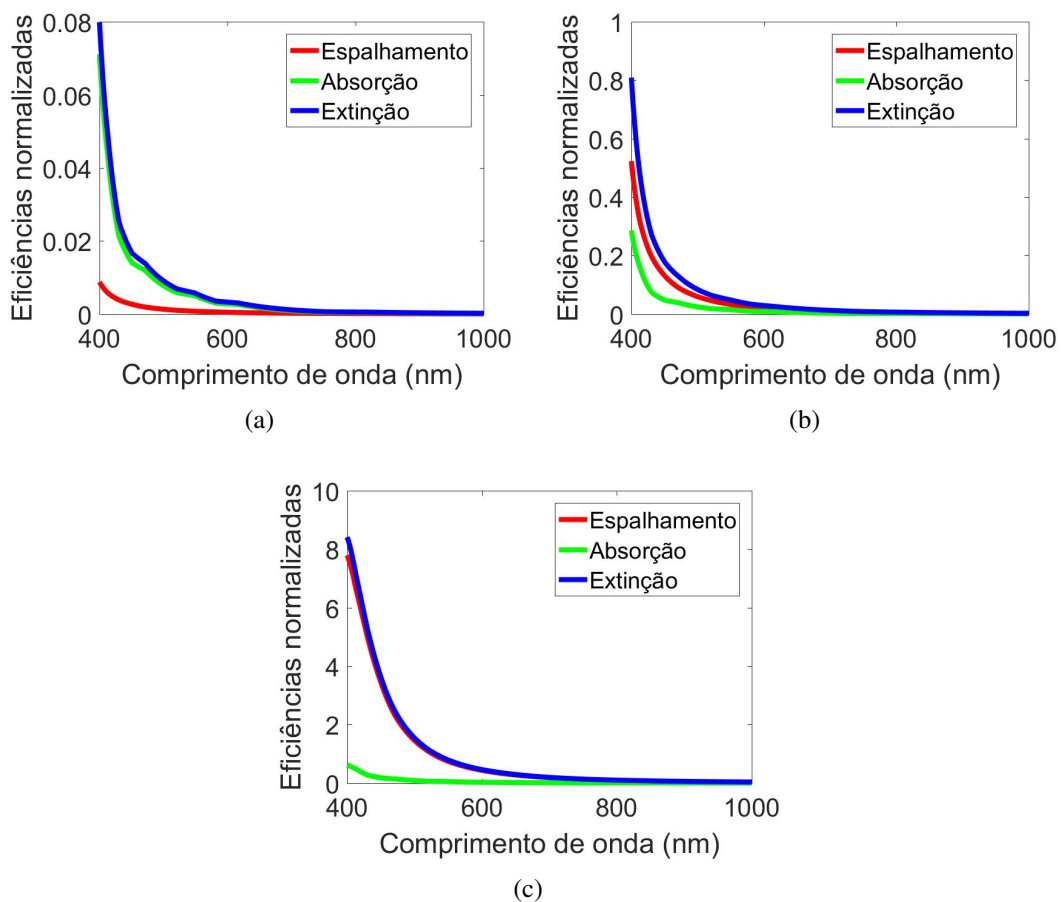 Eficiências normalizadas
0.08
0.06
0.04
0.02
0
400
600
800
1000
Comprimento de onda (nm)
Espalhamento
Absorção
Extinção
(a)
Eficiências normalizadas
1
0.8
0.6
0.4
0.2
0
400
600
800
1000
Comprimento de onda (nm)
Espalhamento
Absorção
Extinção
(b)
Eficiências normalizadas
10
8
6
4
2
0
400
600
800
1000
Comprimento de onda (nm)
Espalhamento
Absorção
Extinção
(c)